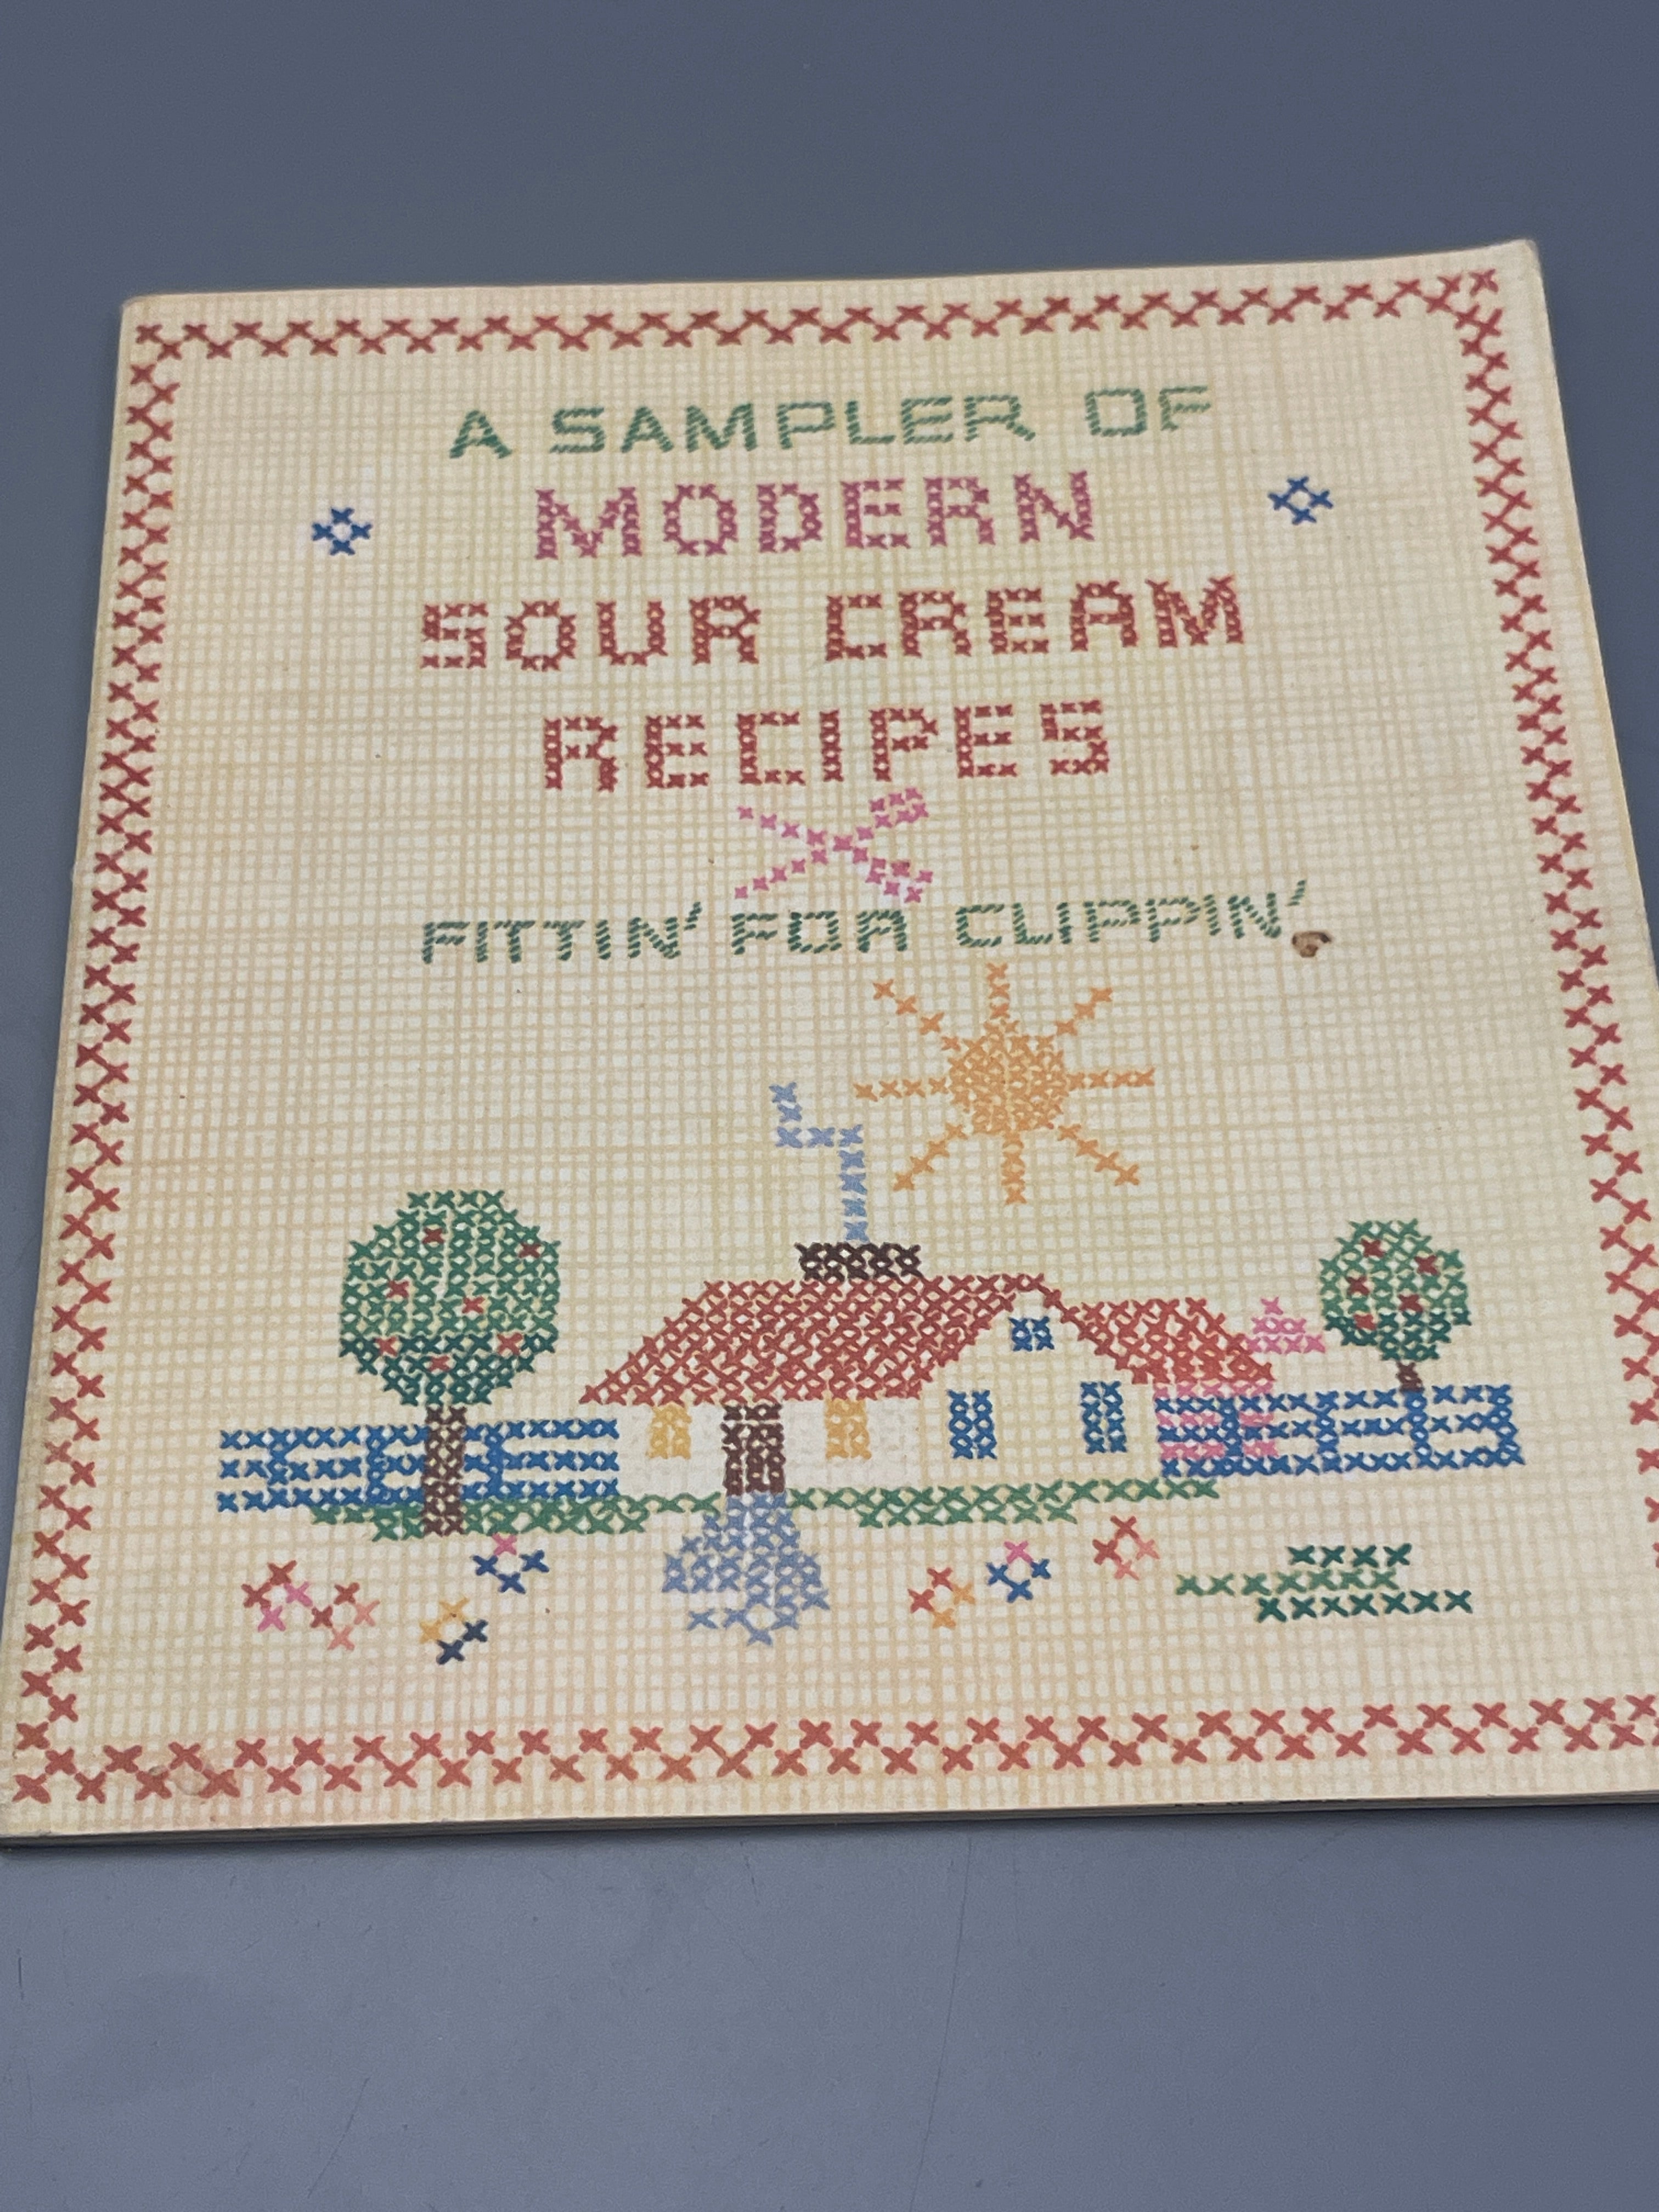 A SAMPLER OF
MODERN
SOUR CREAM
RECIPES
FITTIN' FOR CLIPPIN'